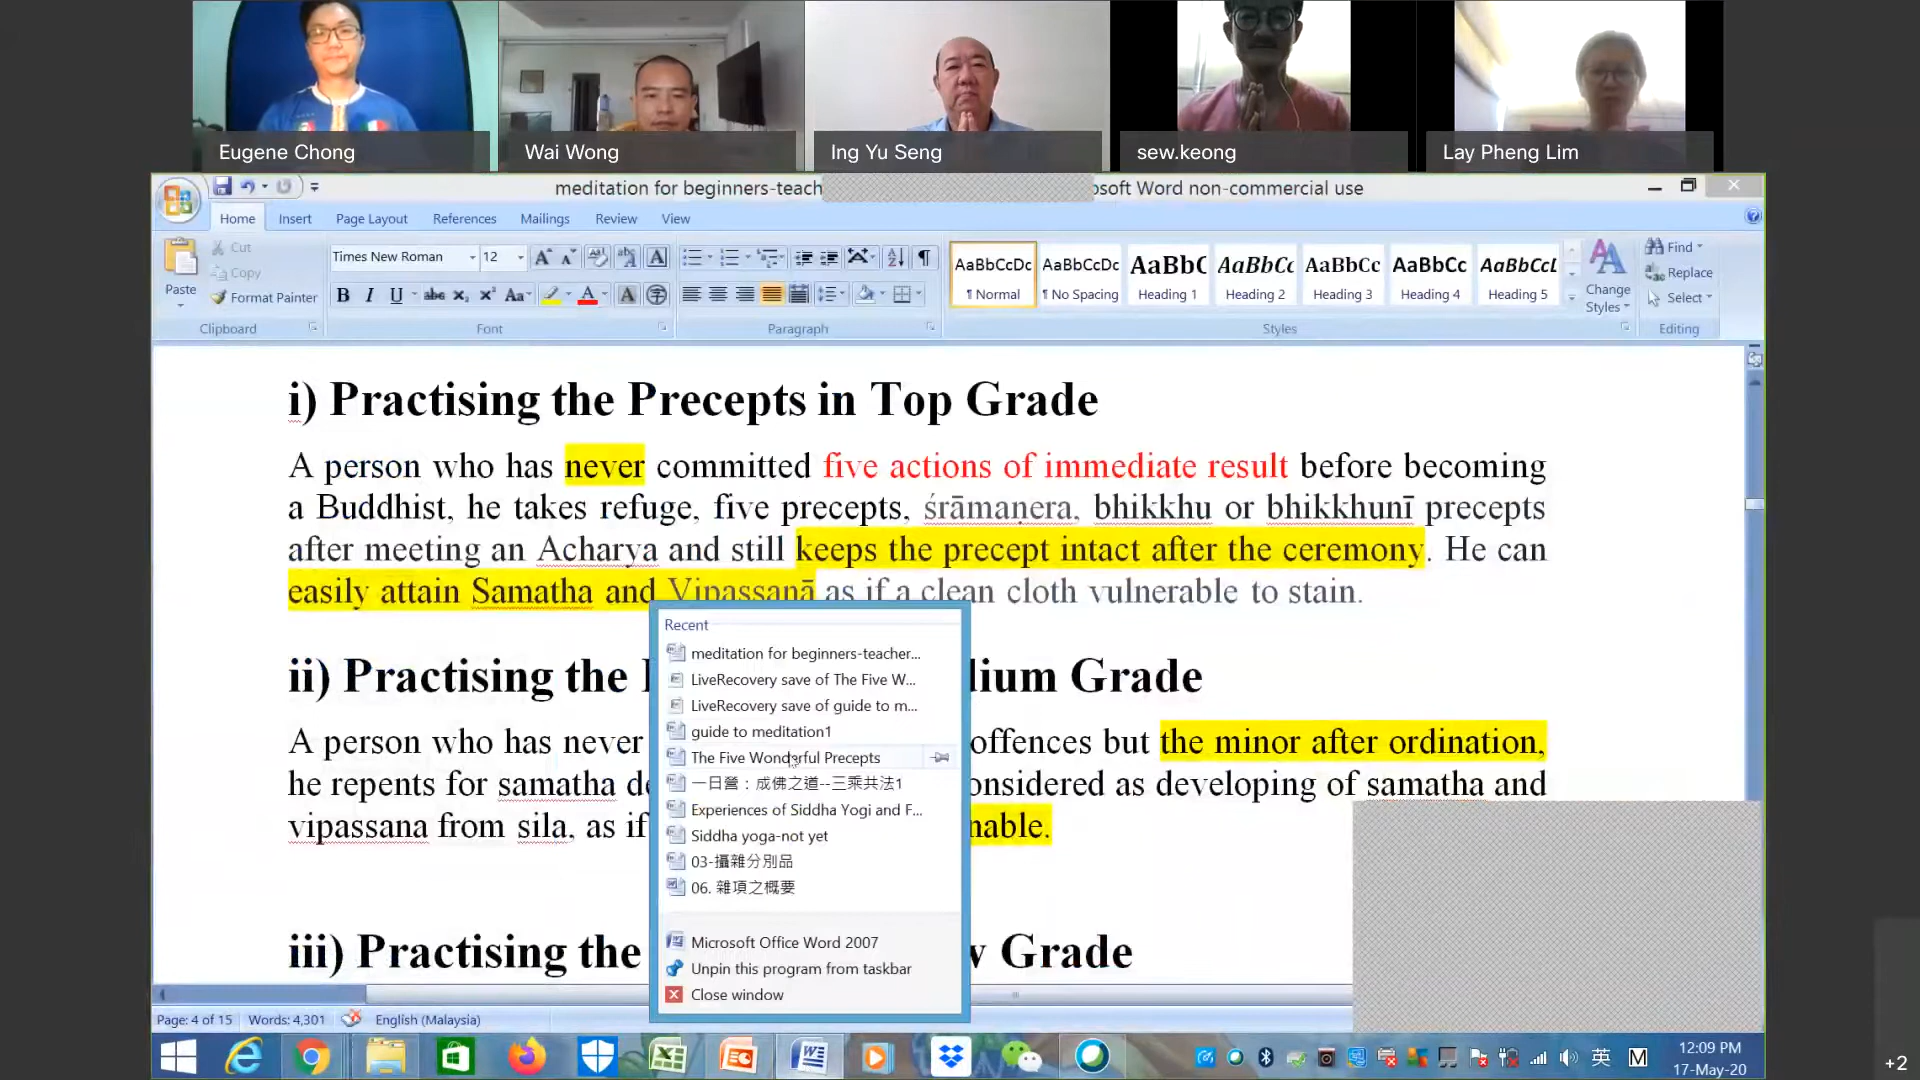 Eugene Chong
Wai Wong
Ing Yu Seng
sew.keong
Lay Pheng Lim
meditation for beginners-teach
osoft Word non-commercial use
Home
Insert
Page Layout
References
Mailings
Review
View
Paste
Cut
Copy
Format Painter
Clipboard
Times New Roman
12
Font
Paragraph
AaBbCcDc
¶ Normal
AaBbCcDc
¶ No Spacing
AaBbC
Heading 1
AaBbCc
Heading 2
AaBbCc
Heading 3
AaBbCc
Heading 4
AaBbCcL
Heading 5
Change
Styles
Styles
Find
Replace
Select
Editing
i) Practising the Precepts in Top Grade
A person who has never committed five actions of immediate result before becoming
a Buddhist, he takes refuge, five precepts, śrāmaṇera, bhikkhu or bhikkhunī precepts
after meeting an Acharya and still keeps the precept intact after the ceremony. He can
easily attain Samatha and Vipassanā as if a clean cloth vulnerable to stain.
ii) Practising the
dium Grade
A person who has never
offences but the minor after ordination,
he repents for samatha de
onsidered as developing of samatha and
vipassana from sila, as if
nable.
iii) Practising the
w Grade
Recent
meditation for beginners-teacher...
LiveRecovery save of The Five W...
LiveRecovery save of guide to m...
guide to meditation1
The Five Wonderful Precepts
一日營：成佛之道--三乘共法1
Experiences of Siddha Yogi and F...
Siddha yoga-not yet
03-攝雜分別品
06. 雜項之概要
Microsoft Office Word 2007
Unpin this program from taskbar
Close window
Page: 4 of 15
Words: 4,301
English (Malaysia)
英
M
12:09 PM
17-May-20
+2